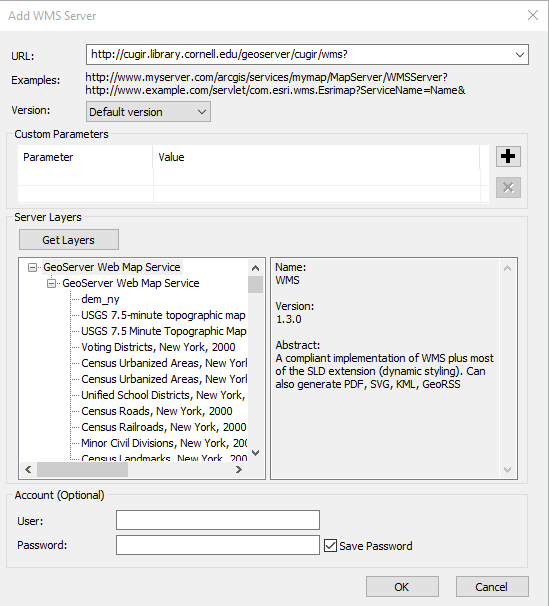 Add WMS Server
URL:
http://cugir.library.cornell.edu/geoserver/cugir/wms?
Examples:
http://www.myserver.com/arcgis/services/mymap/MapServer/WMSServer?
http://www.example.com/servlet/com.esri.wms.Esrimap?ServiceName=Name&
Version:
Default version
Custom Parameters
Parameter Value
Server Layers
Get Layers
GeoServer Web Map Service
GeoServer Web Map Service
dem_ny
USGS 7.5-minute topographic map
USGS 7.5 Minute Topographic Map
Voting Districts, New York, 2000
Census Urbanized Areas, New York
Census Urbanized Areas, New York
Unified School Districts, New York,
Census Roads, New York, 2000
Census Railroads, New York, 2000
Minor Civil Divisions, New York, 200
Census Landmarks, New York, 2000
Name:
WMS
Version:
1.3.0
Abstract:
A compliant implementation of WMS plus most
of the SLD extension (dynamic styling). Can
also generate PDF, SVG, KML, GeoRSS
Account (Optional)
User:
Password:
Save Password
OK
Cancel